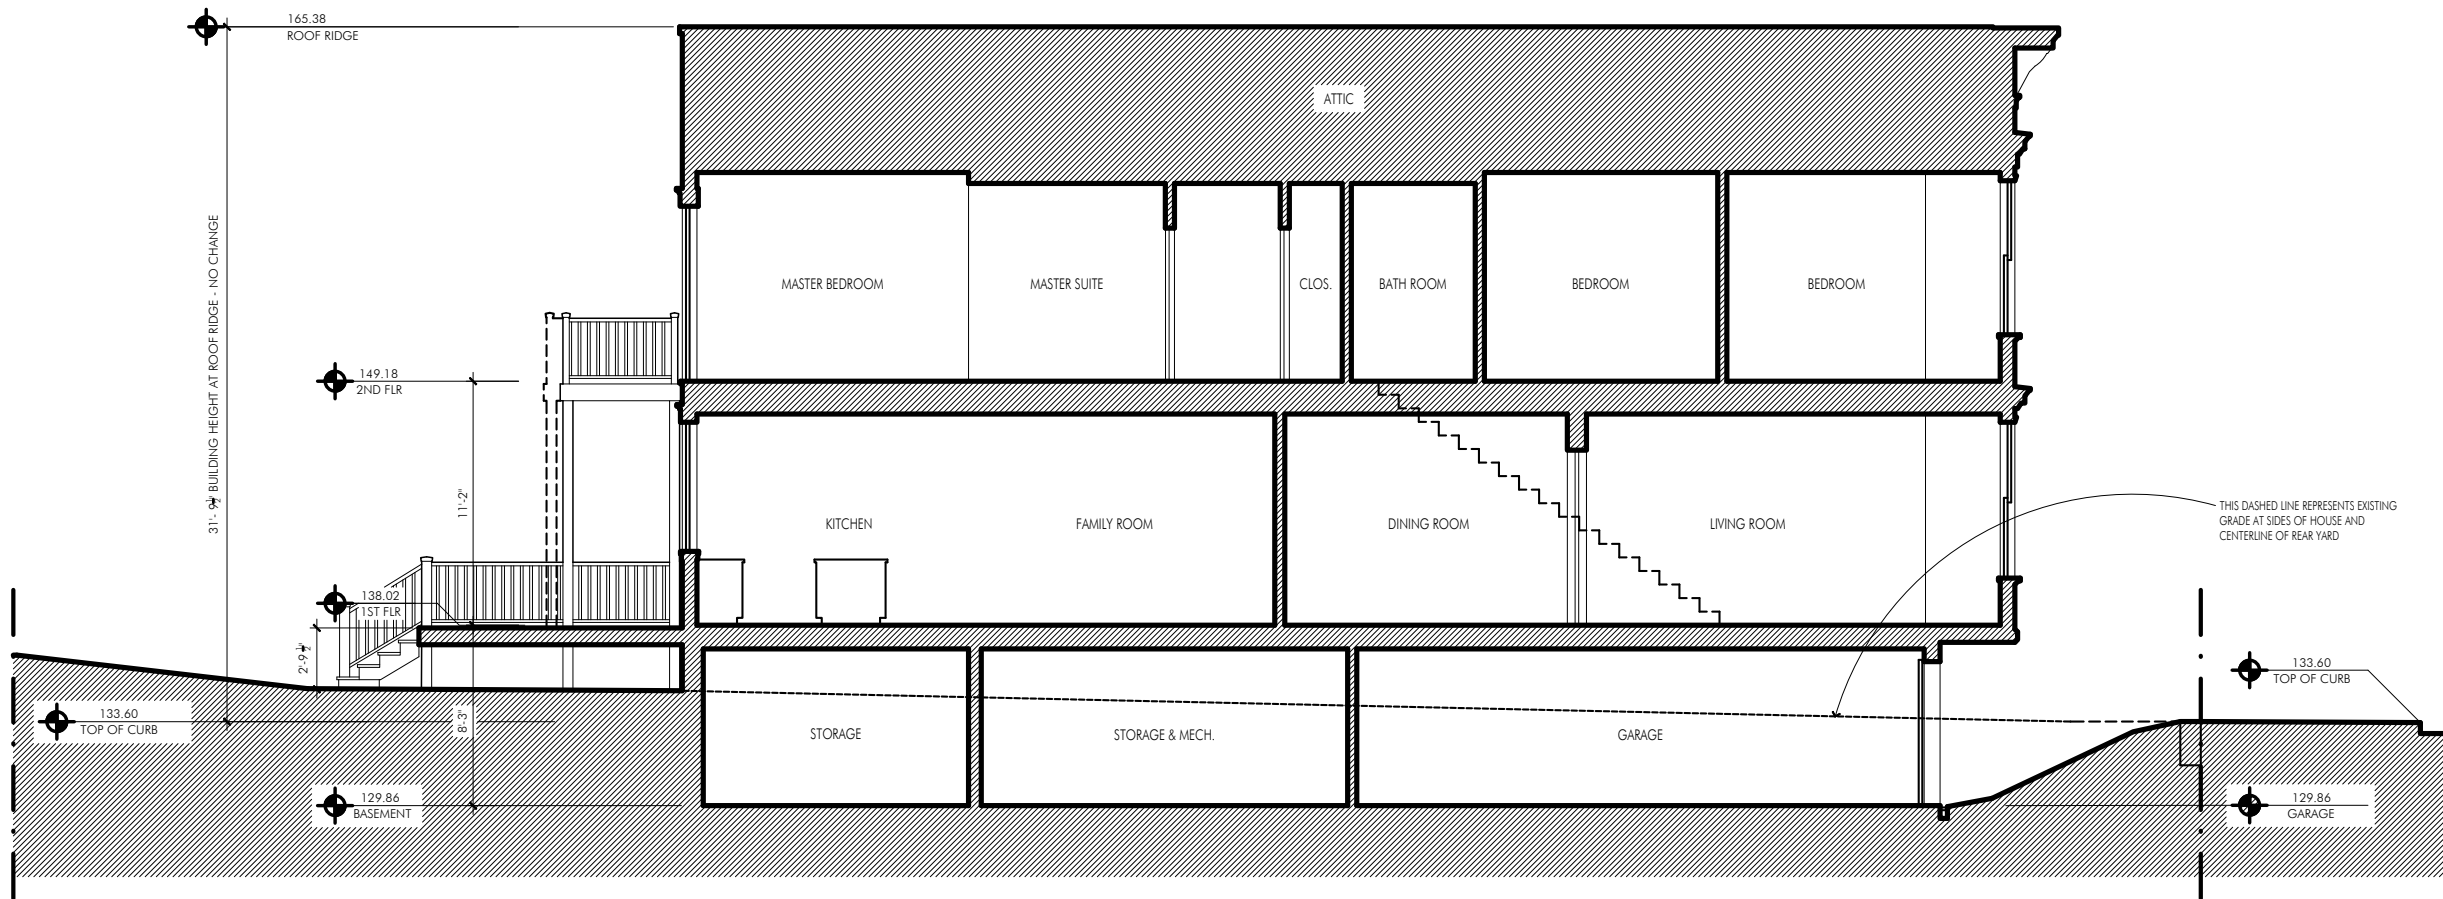 165.38
ROOF RIDGE
ATTIC
31'- 9½" BUILDING HEIGHT AT ROOF RIDGE - NO CHANGE
MASTER BEDROOM
MASTER SUITE
CLOS.
BATH ROOM
BEDROOM
BEDROOM
149.18
2ND FLR
11'-2"
KITCHEN
FAMILY ROOM
DINING ROOM
LIVING ROOM
THIS DASHED LINE REPRESENTS EXISTING
GRADE AT SIDES OF HOUSE AND
CENTERLINE OF REAR YARD
138.02
1ST FLR
2'-9½"
133.60
TOP OF CURB
133.60
TOP OF CURB
8'-3"
STORAGE
STORAGE & MECH.
GARAGE
129.86
BASEMENT
129.86
GARAGE